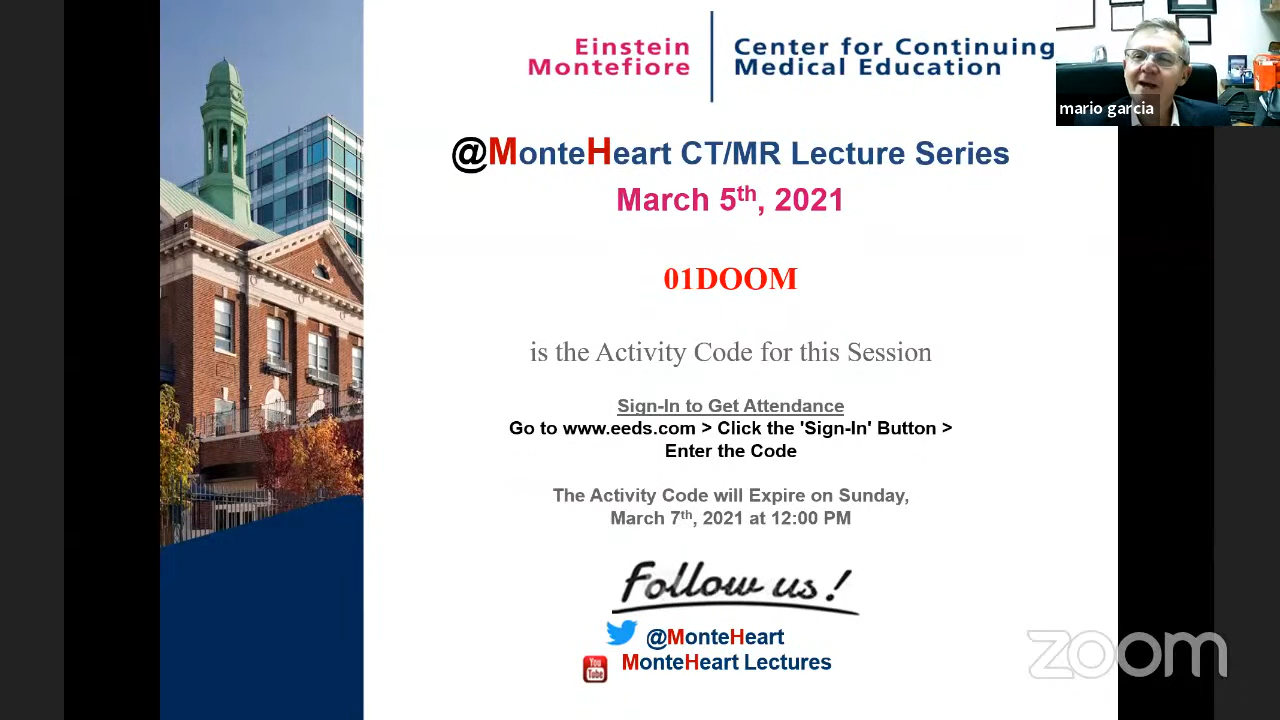 Einstein
Montefiore
Center for Continuing
Medical Education
mario garcia
@MonteHeart CT/MR Lecture Series
March 5th, 2021
01DOOM
is the Activity Code for this Session
Sign-In to Get Attendance
Go to www.eeds.com > Click the 'Sign-In' Button >
Enter the Code
The Activity Code will Expire on Sunday,
March 7th, 2021 at 12:00 PM
Follow us!
@MonteHeart
You
Tube
MonteHeart Lectures
zoom